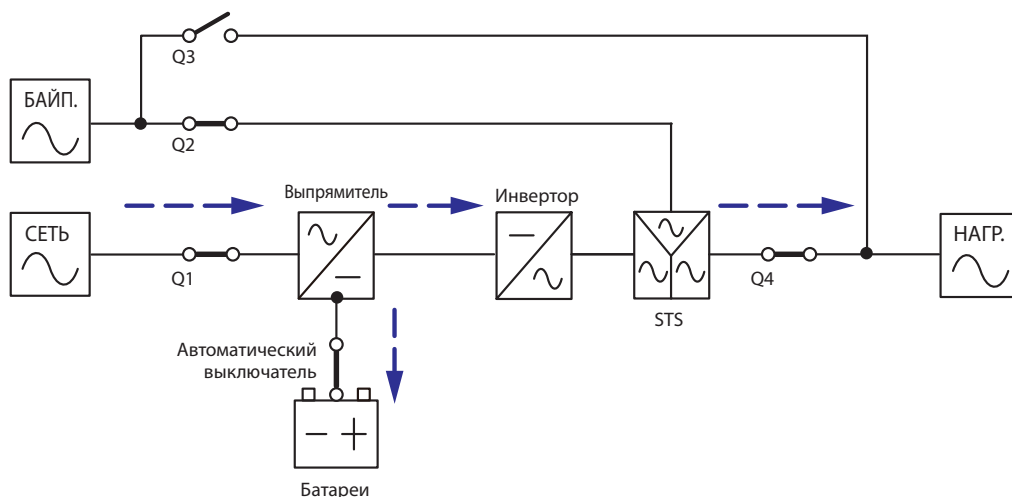 Q3
БАЙП.
Q2
Выпрямитель
Инвертор
СЕТЬ
НАГР.
Q1
Q4
STS
Автоматический
выключатель
Батареи